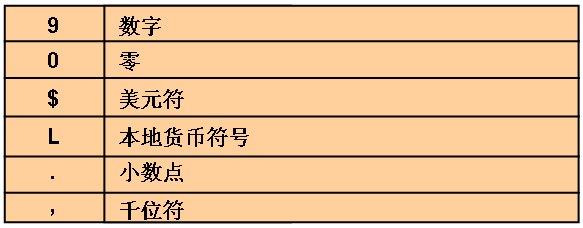 9 数字
0 零
$ 美元符
L 本地货币符号
. 小数点
, 千位符